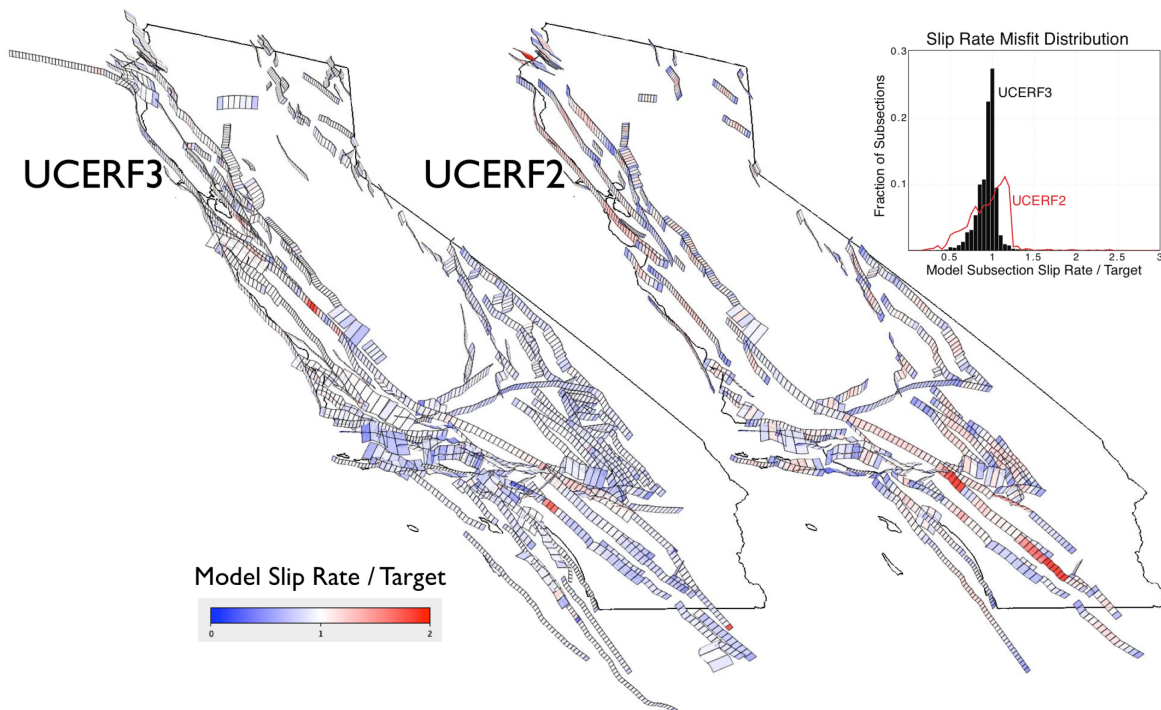 Slip Rate Misfit Distribution
0.3
UCERF3
0.2
Fraction of Subsections
UCERF3
UCERF2
0.1
UCERF2
0.5
1
1.5
2
2.5
3
Model Subsection Slip Rate / Target
Model Slip Rate / Target
0
1
2